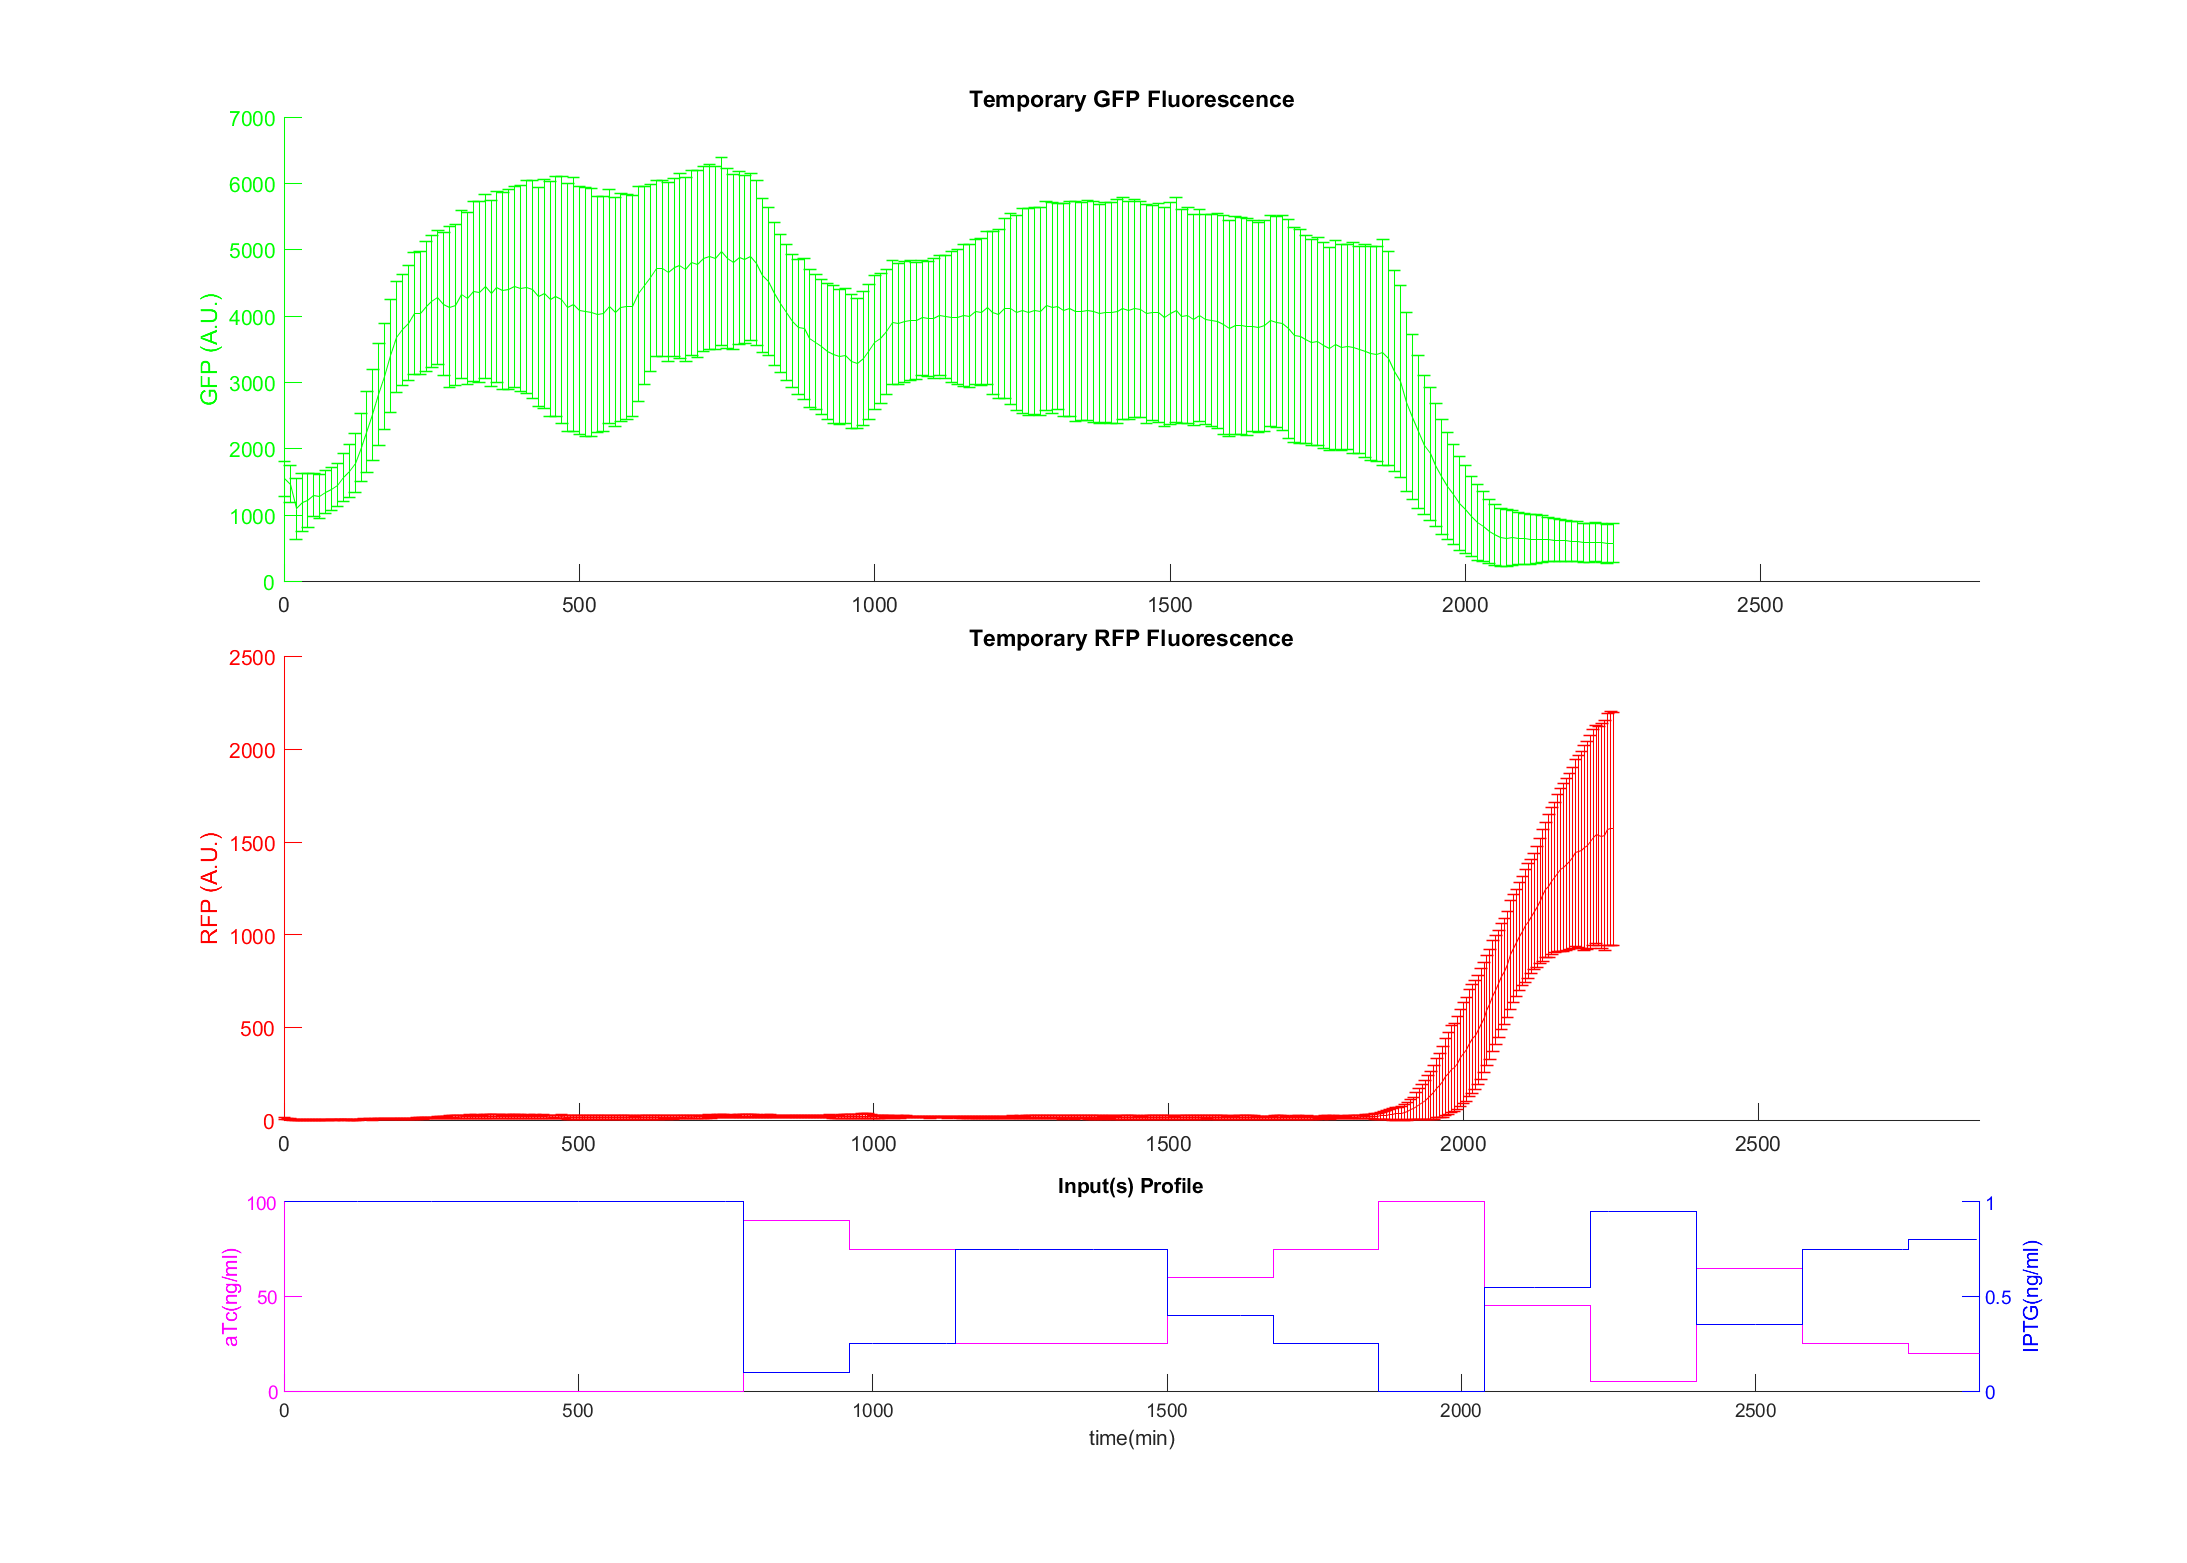 Temporary GFP Fluorescence
7000
6000
5000
4000
3000
2000
1000
0
GFP (A.U.)
0 500 1000 1500 2000 2500
Temporary RFP Fluorescence
2500
2000
1500
1000
500
0
RFP (A.U.)
0 500 1000 1500 2000 2500
Input(s) Profile
100
50
0
aTc(ng/ml)
1
0.5
0
IPTG(ng/ml)
0 500 1000 1500 2000 2500
time(min)